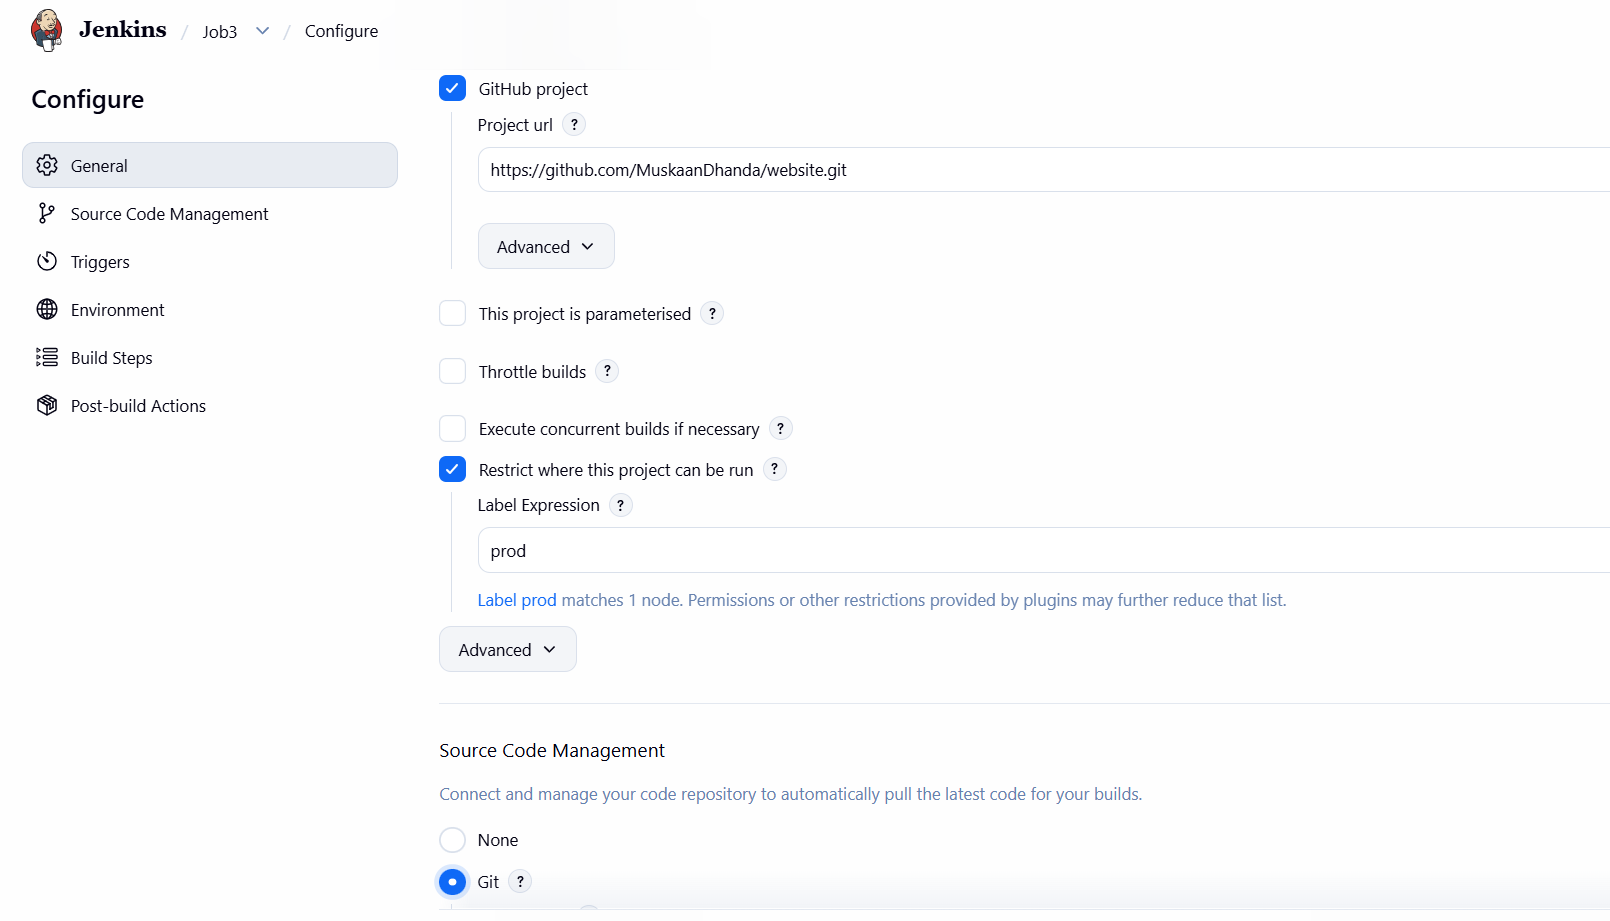 Jenkins / Job3 / Configure
Configure
General
Source Code Management
Triggers
Environment
Build Steps
Post-build Actions
GitHub project
Project url ?
https://github.com/MuskaanDhanda/website.git
Advanced
This project is parameterised ?
Throttle builds ?
Execute concurrent builds if necessary ?
Restrict where this project can be run ?
Label Expression ?
prod
Label prod matches 1 node. Permissions or other restrictions provided by plugins may further reduce that list.
Advanced
Source Code Management
Connect and manage your code repository to automatically pull the latest code for your builds.
None
Git ?